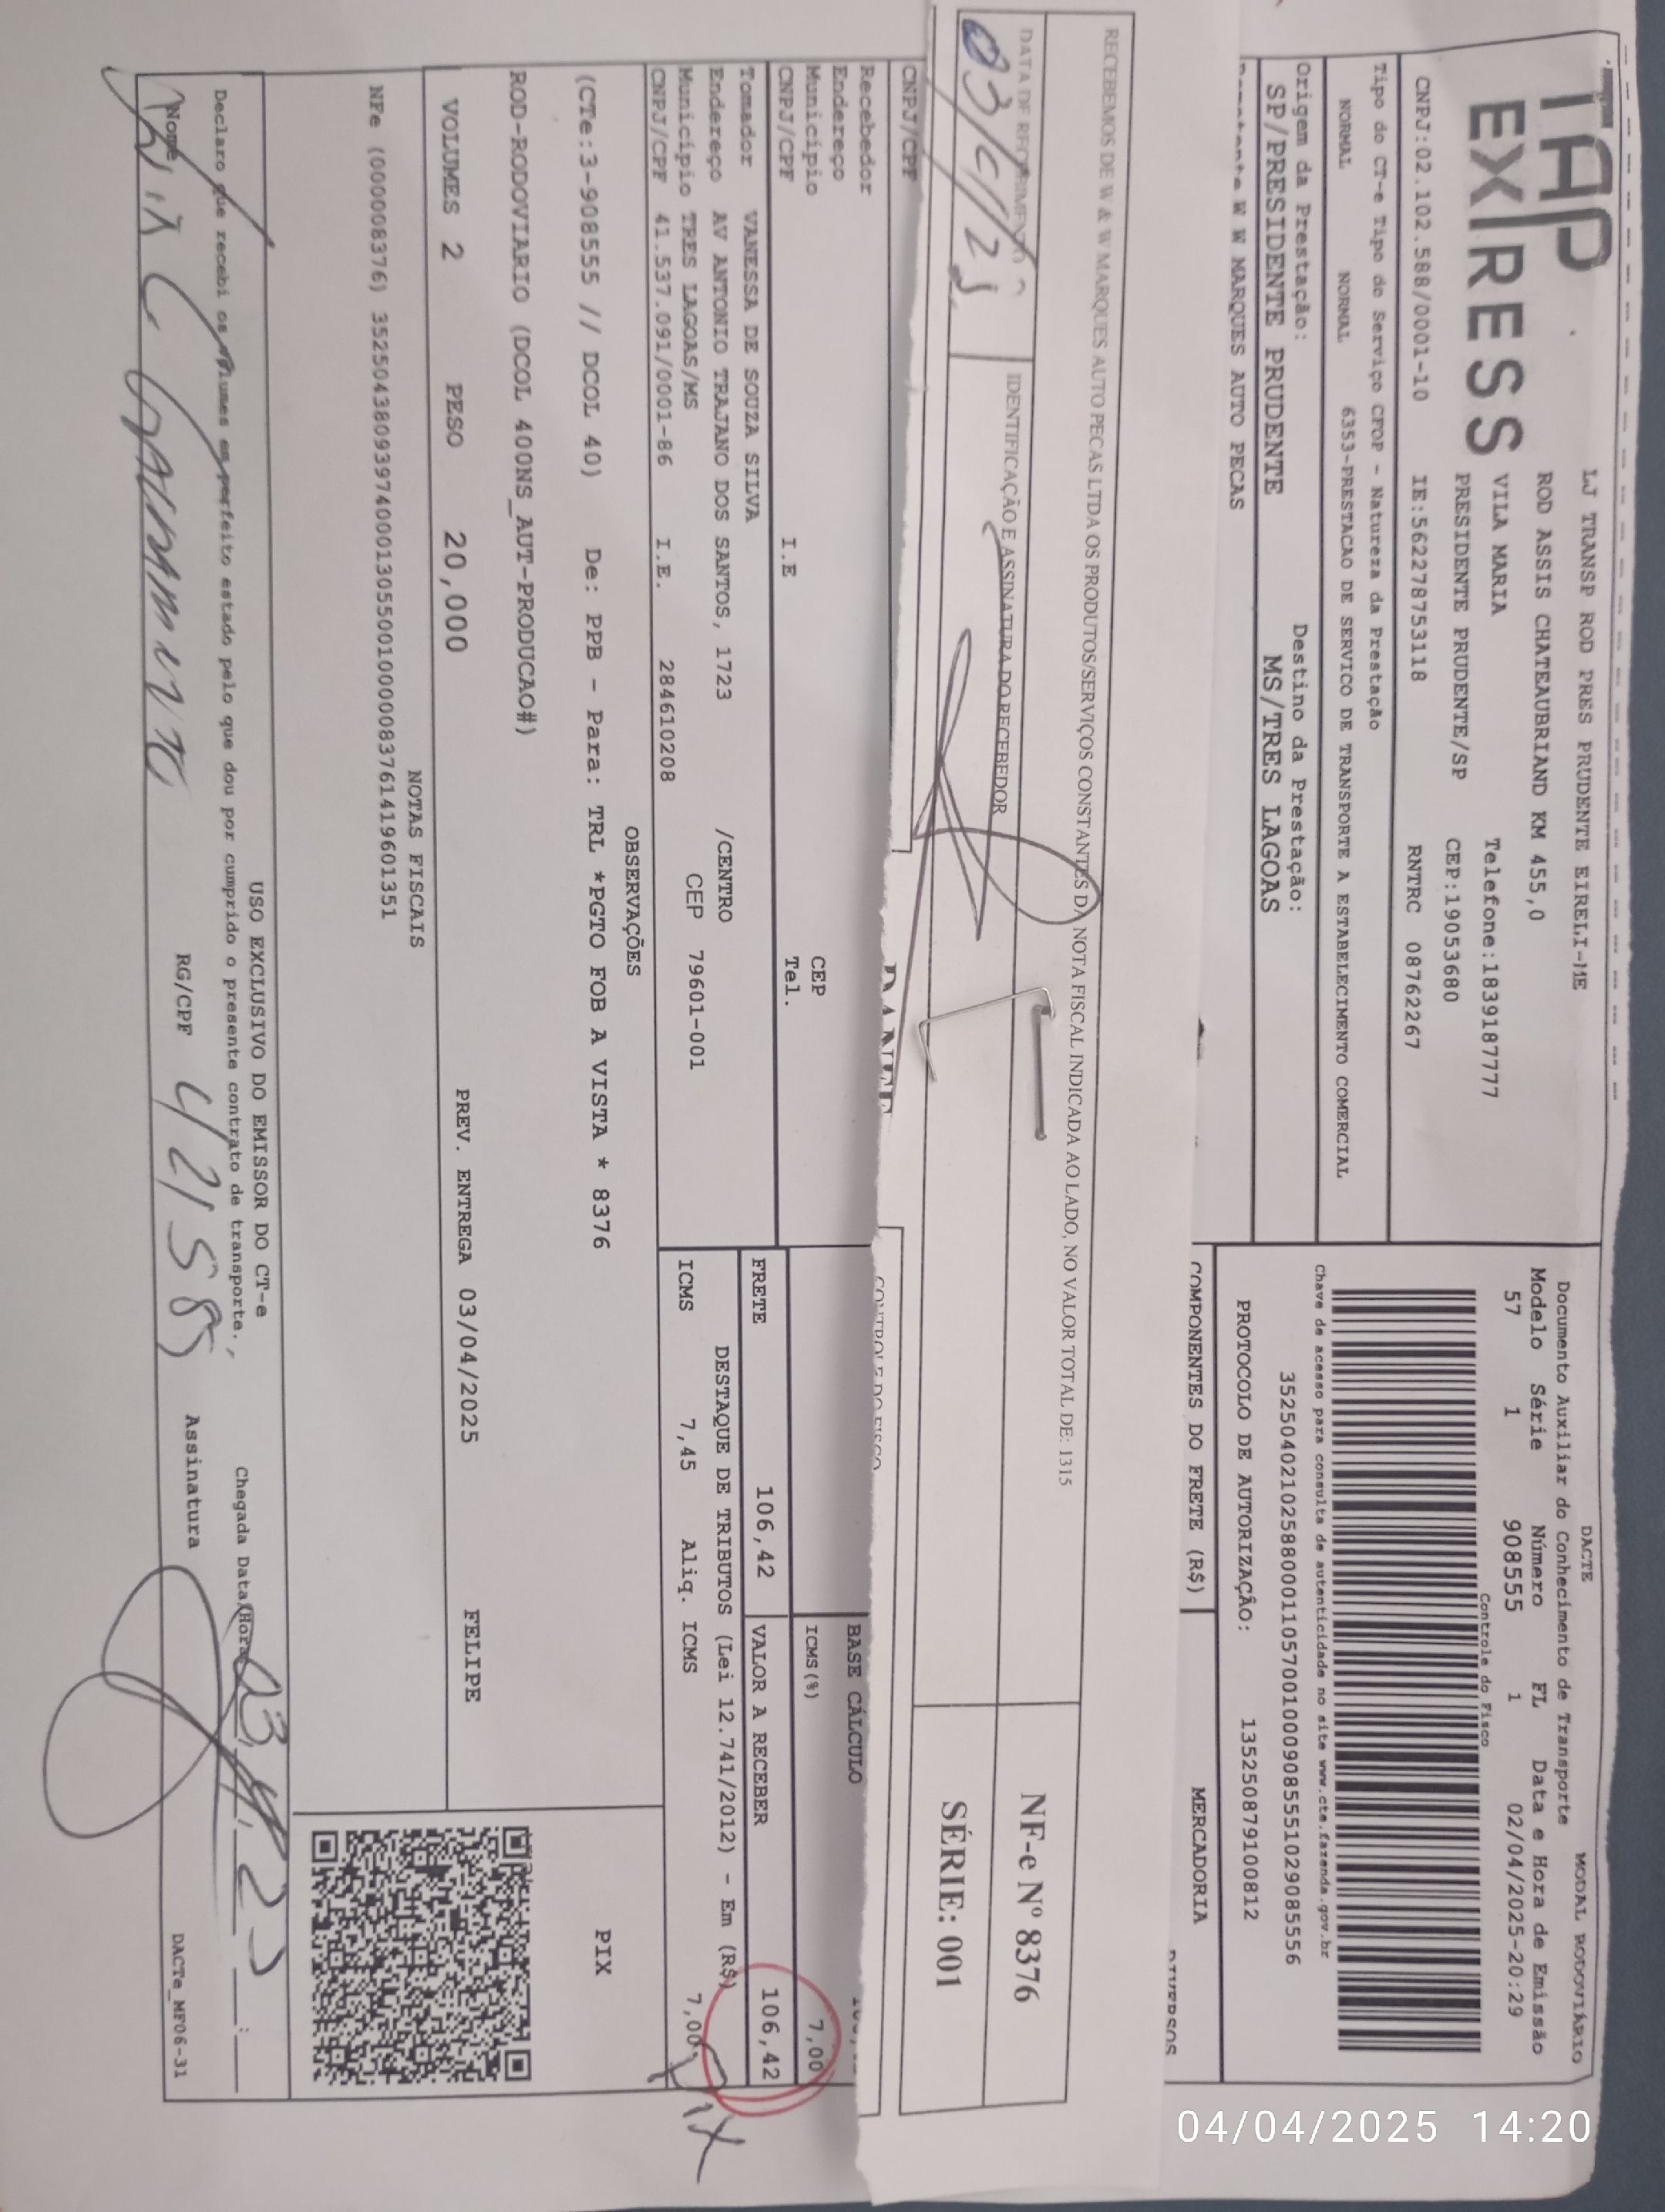 TAP
EXPRESS
LJ TRANSP ROD PRES PRUDENTE EIRELI-ME
ROD ASSIS CHATEAUBRIAND KM 455,0
VILA MARIA
Telefone:1839187777
PRESIDENTE PRUDENTE/SP
CEP:19053680
CNPJ:02.102.588/0001-10 IE:562278753118 RNTRC 08762267
Tipo do CT-e Tipo do Serviço CFOP - Natureza da Prestação
NORMAL NORMAL 6353-PRESTACAO DE SERVICO DE TRANSPORTE A ESTABELECIMENTO COMERCIAL
Origem da Prestação: Destino da Prestação:
SP/PRESIDENTE PRUDENTE MS/TRES LAGOAS
W W MARQUES AUTO PECAS
DACTE MODAL RODOVIÁRIO
Documento Auxiliar do Conhecimento de Transporte
Modelo Série Número FL Data e Hora de Emissão
57 1 908555 1 02/04/2025-20:29
Controle do Fisco
Chave de acesso para consulta de autenticidade no site www.cte.fazenda.gov.br
35250402102588000110570010009085551029085556
PROTOCOLO DE AUTORIZAÇÃO: 135250879100812
COMPONENTES DO FRETE (R$) MERCADORIA
DIVERSOS
RECEBEMOS DE W & W MARQUES AUTO PECAS LTDA OS PRODUTOS/SERVIÇOS CONSTANTES DA NOTA FISCAL INDICADA AO LADO, NO VALOR TOTAL DE: 1315
DATA DE RECEBIMENTO IDENTIFICAÇÃO E ASSINATURA DO RECEBEDOR
03/4/25
NF-e Nº 8376
SÉRIE: 001
DANFE
CONTROLE DO FISCO
CNPJ/CPF
Recebedor
Endereço
Município CEP
CNPJ/CPF I.E Tel.
BASE CÁLCULO
ICMS(%) 7,00
FRETE 106,42 VALOR A RECEBER 106,42
Tomador VANESSA DE SOUZA SILVA
Endereço AV ANTONIO TRAJANO DOS SANTOS, 1723 /CENTRO
Município TRES LAGOAS/MS CEP 79601-001
CNPJ/CPF 41.537.091/0001-86 I.E. 284610208
DESTAQUE DE TRIBUTOS (Lei 12.741/2012) - Em (R$)
ICMS 7,45 Aliq. ICMS 7,00
PIX
OBSERVAÇÕES
(CTe:3-908555 // DCOL 40) De: PPB - Para: TRL *PGTO FOB A VISTA * 8376
ROD-RODOVIARIO (DCOL 400NS_AUT-PRODUCAO#)
PIX
VOLUMES 2 PESO 20,000 PREV. ENTREGA 03/04/2025 FELIPE
NOTAS FISCAIS
NFe (000008376) 35250438093974000130550010000083761419601351
USO EXCLUSIVO DO EMISSOR DO CT-e
Declaro que recebi os volumes em perfeito estado pelo que dou por cumprido o presente contrato de transporte.
Chegada Data/Hora
Nome RG/CPF 421585 Assinatura
DACTe_MF06-31
04/04/2025 14:20